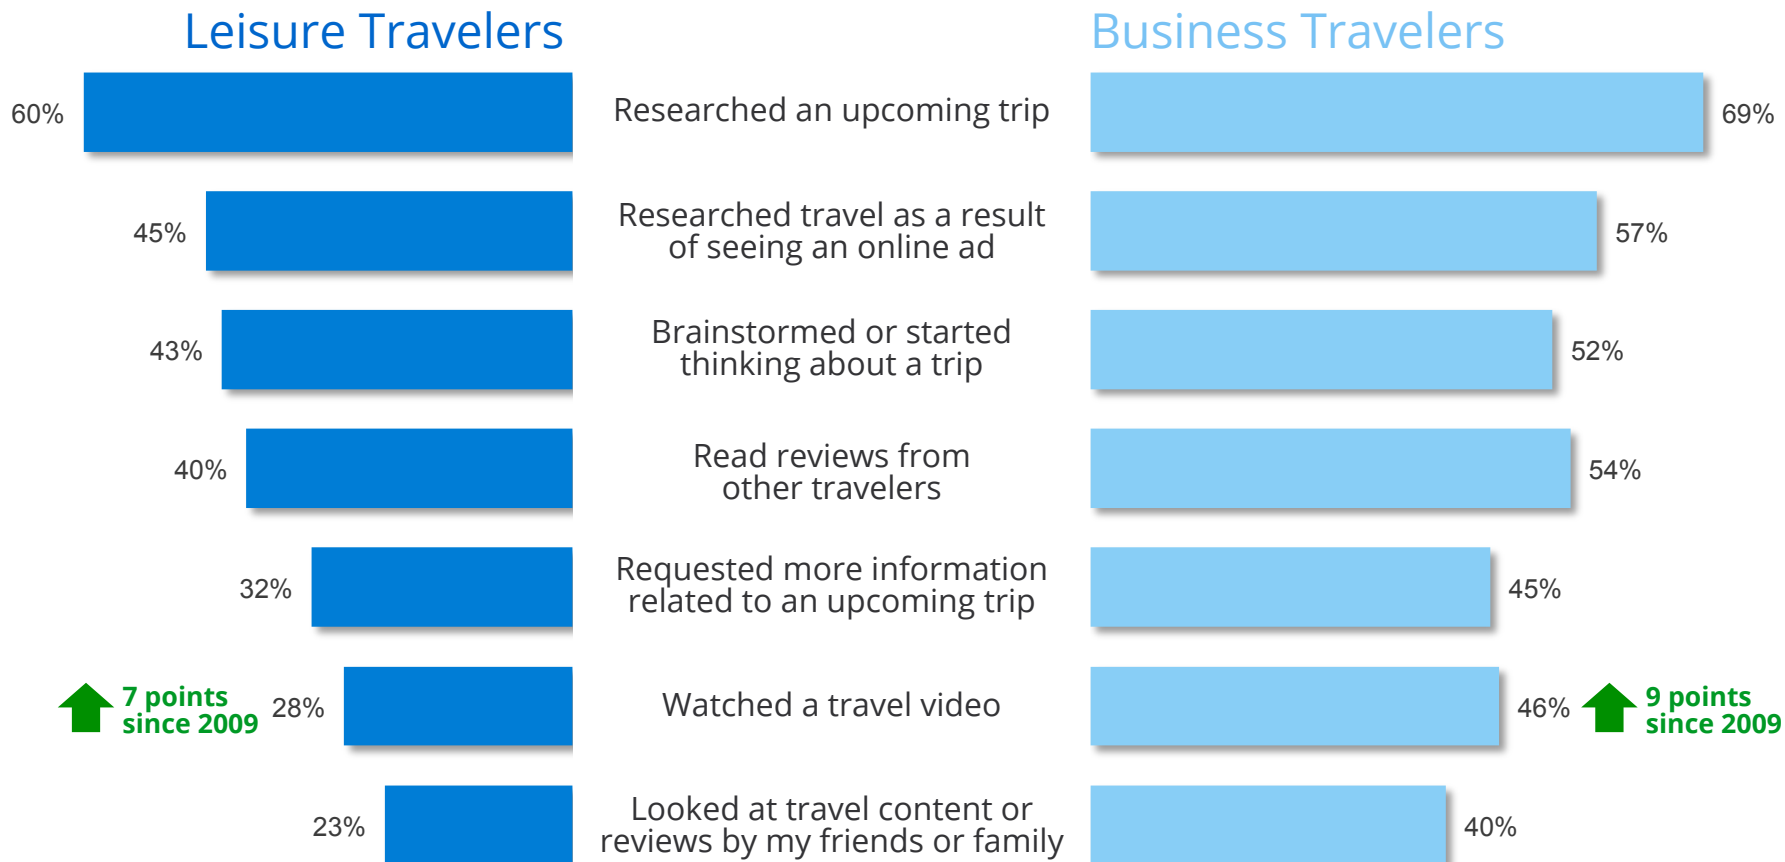 Leisure Travelers
Business Travelers
60%
Researched an upcoming trip
69%
45%
Researched travel as a result
of seeing an online ad
57%
43%
Brainstormed or started
thinking about a trip
52%
40%
Read reviews from
other travelers
54%
32%
Requested more information
related to an upcoming trip
45%
7 points
since 2009
28%
Watched a travel video
46%
9 points
since 2009
23%
Looked at travel content or
reviews by my friends or family
40%